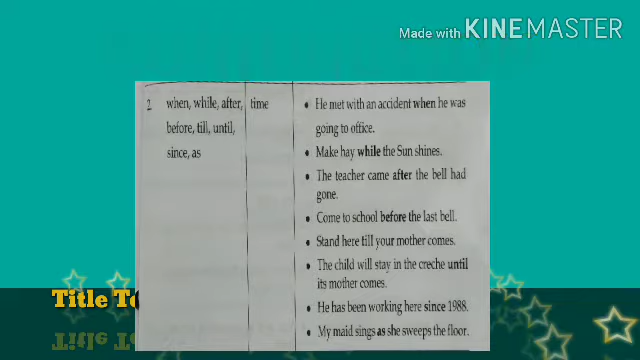 Made with KINEMASTER
2. when, while, after, time
before, till, until,
since, as
• He met with an accident when he was
going to office.
• Make hay while the Sun shines.
• The teacher came after the bell had
gone.
• Come to school before the last bell.
• Stand here till your mother comes.
• The child will stay in the creche until
its mother comes.
• He has been working here since 1988.
• My maid sings as she sweeps the floor.
Title